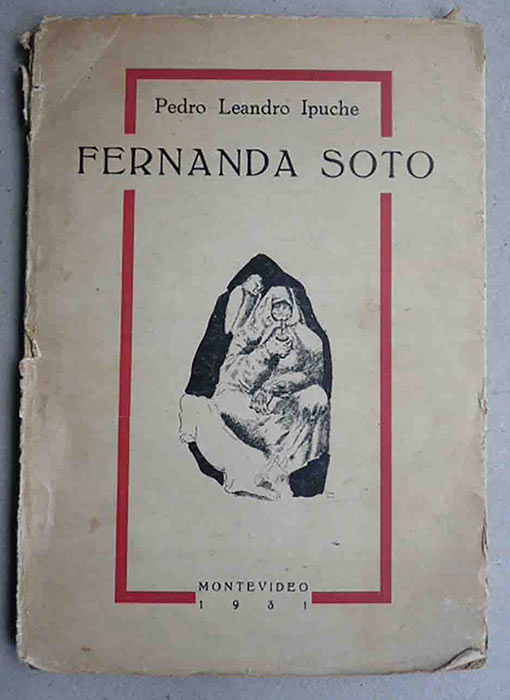 Pedro Leandro Ipuche
FERNANDA SOTO
MONTEVIDEO
1931